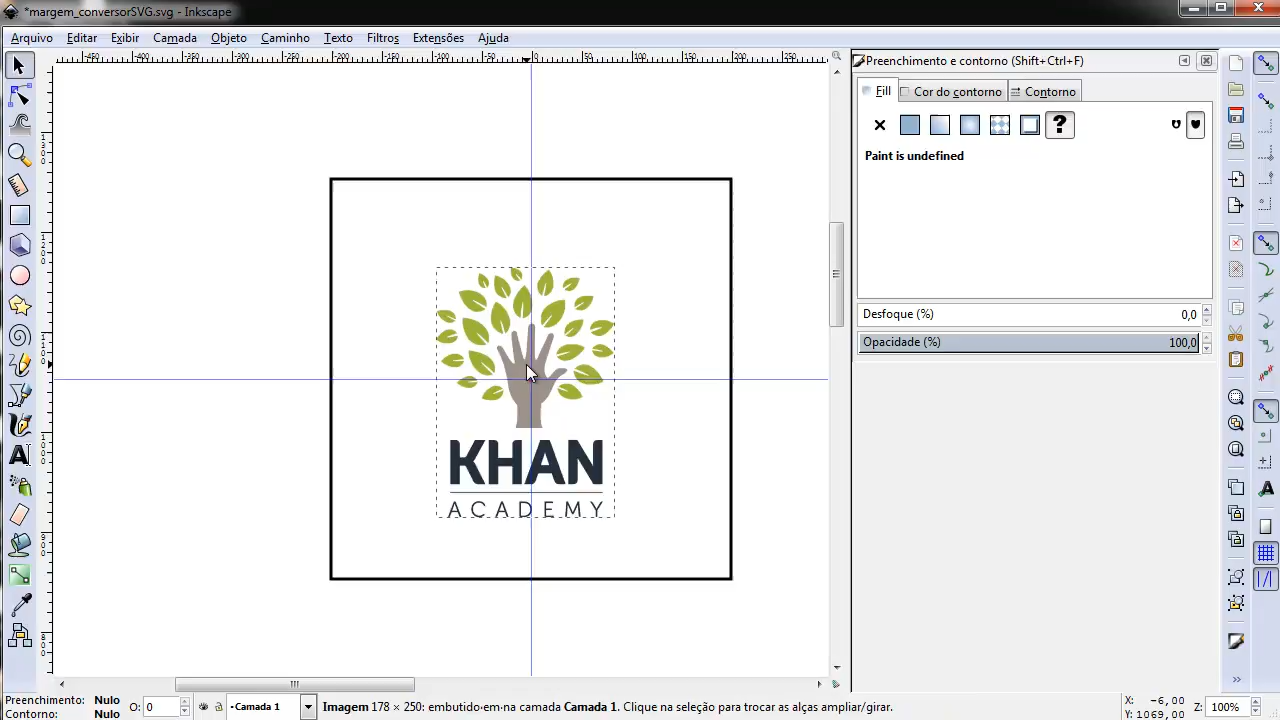 *margem_conversorSVG.svg - Inkscape
Arquivo Editar Exibir Camada Objeto Caminho Texto Filtros Extensões Ajuda
Preenchimento e contorno (Shift+Ctrl+F)
Fill Cor do contorno Contorno
?
Paint is undefined
Desfoque (%) 0,0
Opacidade (%) 100,0
KHAN
ACADEMY
Preenchimento: Nulo
Contorno: Nulo
O: 0
•Camada 1
Imagem 178 × 250: embutido-em-na camada Camada 1. Clique na seleção para trocar as alças ampliar/girar.
X: -6,00
Y: 1069,00
Z: 100%